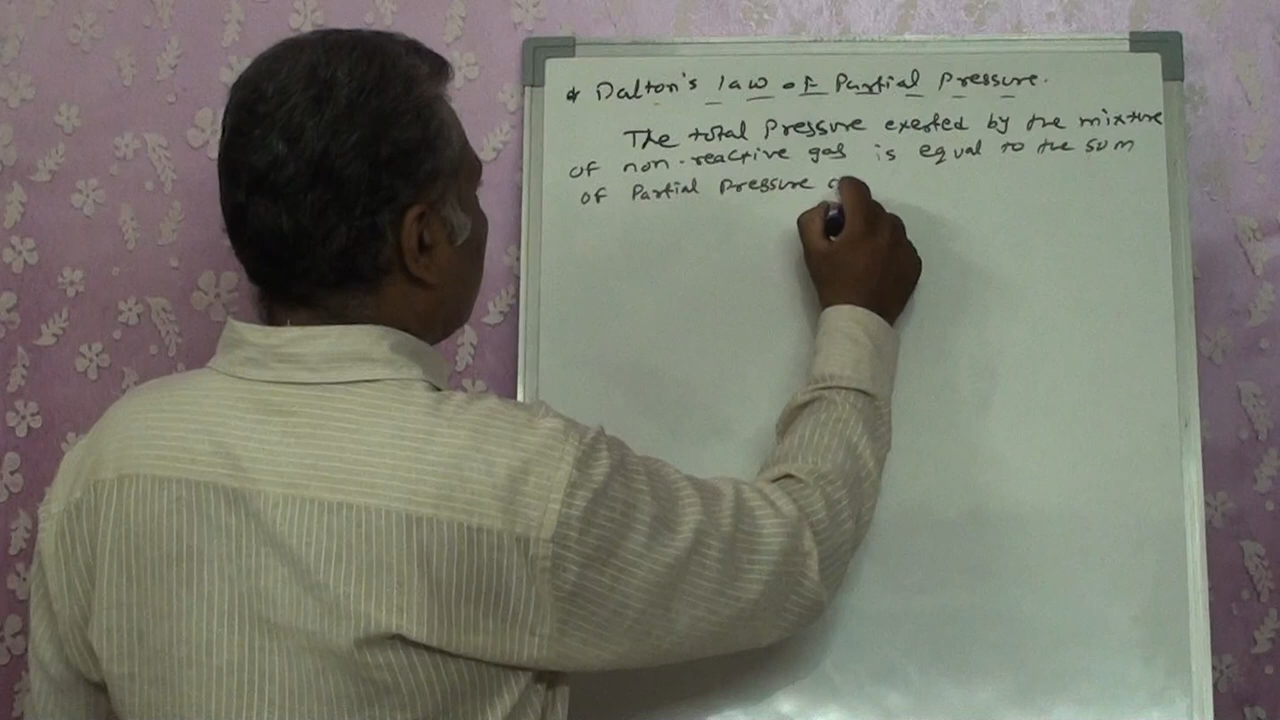 * Dalton's law of Partial Pressure.
The total Pressure exerted by the mixture
of non-reactive gas is equal to the sum
of Partial Pressure